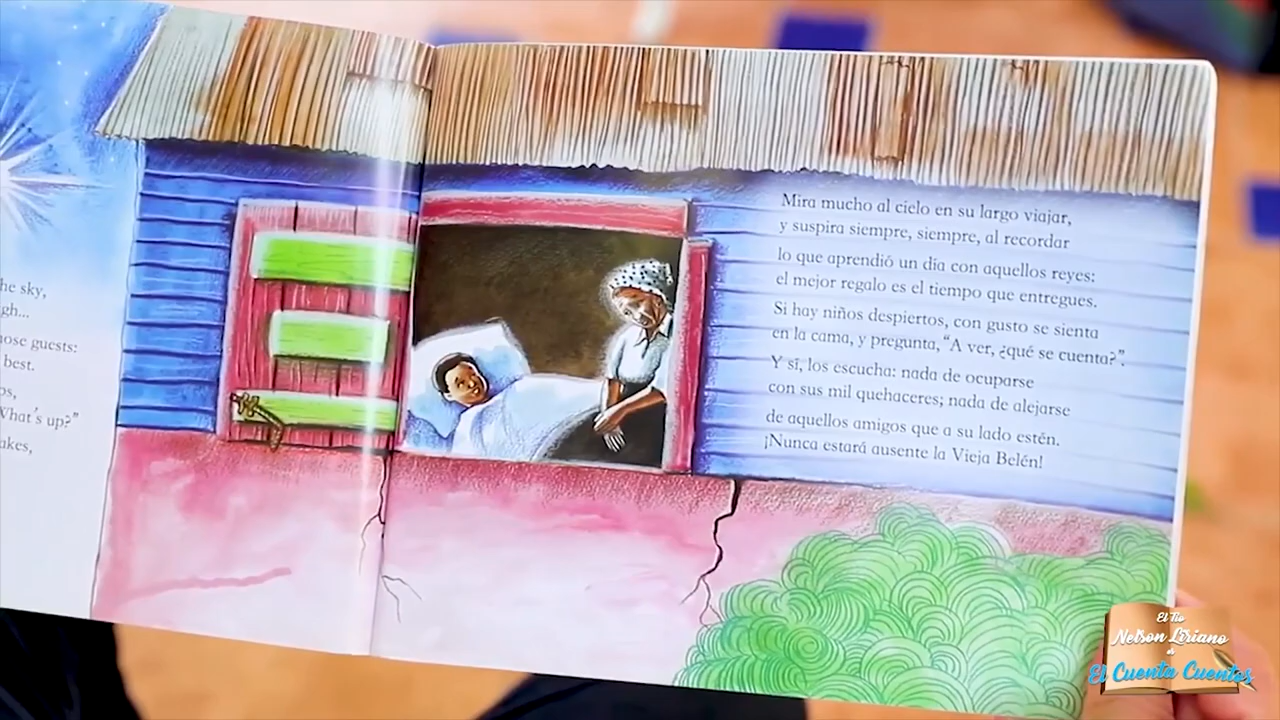 he sky,
gh...
nose guests:
best.
os,
What's up?"
akes,
Mira mucho al cielo en su largo viajar,
y suspira siempre, siempre, al recordar
lo que aprendió un día con aquellos reyes:
el mejor regalo es el tiempo que entregues.
Si hay niños despiertos, con gusto se sienta
en la cama, y pregunta, "A ver, ¿qué se cuenta?".
Y sí, los escucha: nada de ocuparse
con sus mil quehaceres; nada de alejarse
de aquellos amigos que a su lado estén.
¡Nunca estará ausente la Vieja Belén!
El Tío
Nelson Liriano
&
El Cuenta Cuentos